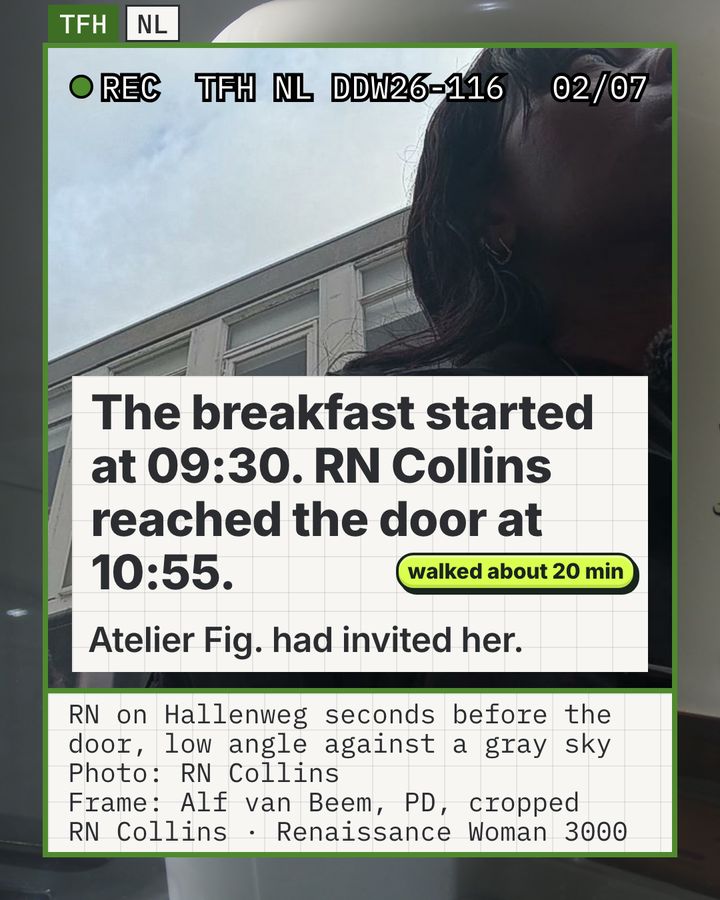 TFH NL
REC TFH NL DDW26-116 02/07
The breakfast started
at 09:30. RN Collins
reached the door at
10:55.
walked about 20 min
Atelier Fig. had invited her.
RN on Hallenweg seconds before the
door, low angle against a gray sky
Photo: RN Collins
Frame: Alf van Beem, PD, cropped
RN Collins · Renaissance Woman 3000